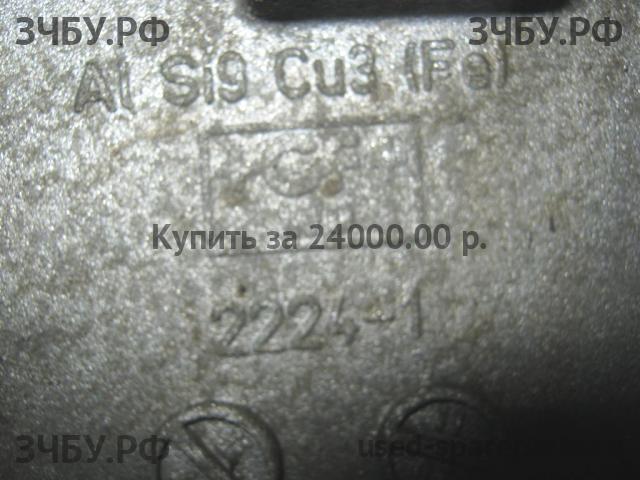 ЗЧБУ.РФ ЗЧБУ.РФ
Al Si9 Cu3 (Fe)
Купить за 24000.00 р.
2224-1
ЗЧБУ.РФ